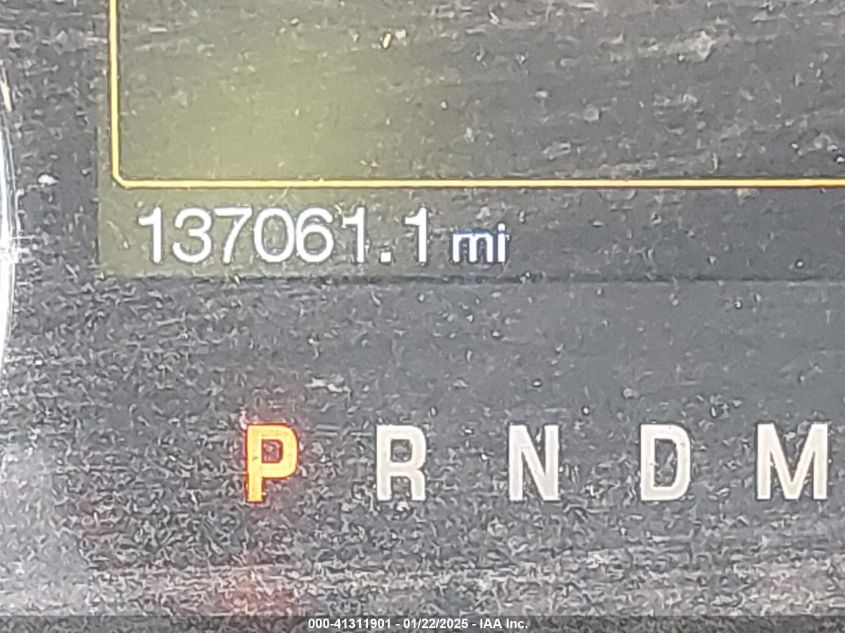 137061.1 mi
P R N D M
000-41311901 - 01/22/2025 - IAA Inc.